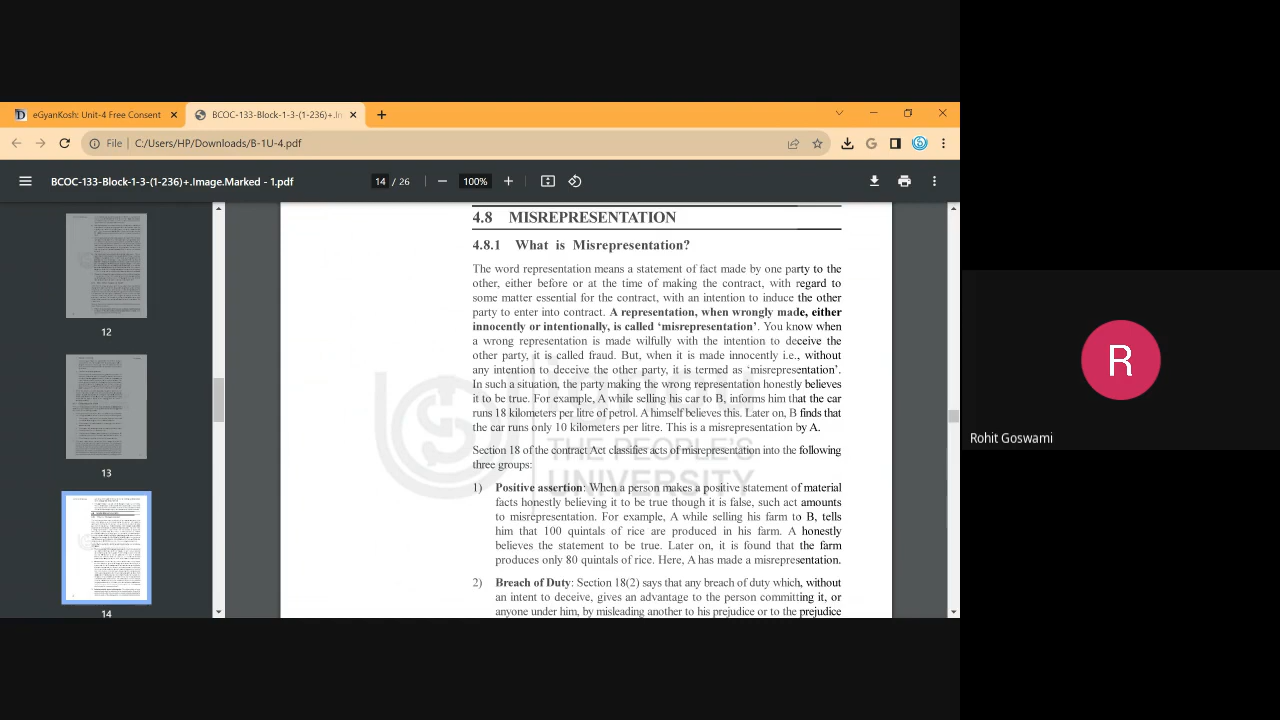 eGyanKosh: Unit-4 Free Consent
BCOC-133-Block-1-3-(1-236)+.In
File
C:/Users/HP/Downloads/B-1U-4.pdf
BCOC-133-Block-1-3-(1-236)+.Image.Marked - 1.pdf
14 / 26
100%
12
13
14
4.8 MISREPRESENTATION
4.8.1 What is Misrepresentation?
The word representation means a statement of fact made by one party to the
other, either before or at the time of making the contract, with regard to
some matter essential for the contract, with an intention to induce the other
party to enter into contract. A representation, when wrongly made, either
innocently or intentionally, is called ‘misrepresentation’. You know when
a wrong representation is made wilfully with the intention to deceive the
other party, it is called fraud. But, when it is made innocently i.e., without
any intention to deceive the other party, it is termed as ‘misrepresentation’.
In such a situation, the party making the wrong representation honestly believes
it to be true. For example, A while selling his car to B, informs him that the car
runs 18 kilometers per litre of petrol. A himself believes this. Later on, B finds that
the car runs only 10 kilometers per litre. This is a misrepresentation by A.
THE PEOPLE'S
UNIVERSITY
Section 18 of the contract Act classifies acts of misrepresentation into the following
three groups:
1) Positive assertion: When a person makes a positive statement of material
facts honestly believing it to be true though it is false, such act amounts
to misrepresentation. For example, A while selling his farm to B, tells
him that 100 quintals of rice are produced in his farm. A honestly
believes the statement to be true. Later on, it is found that the farm
produces only 80 quintals of rice. Here, A has made a misrepresentation.
2) Breach of Duty: Section 18(2) says that any breach of duty which, without
an intent to deceive, gives an advantage to the person committing it, or
anyone under him, by misleading another to his prejudice or to the prejudice
R
Rohit Goswami